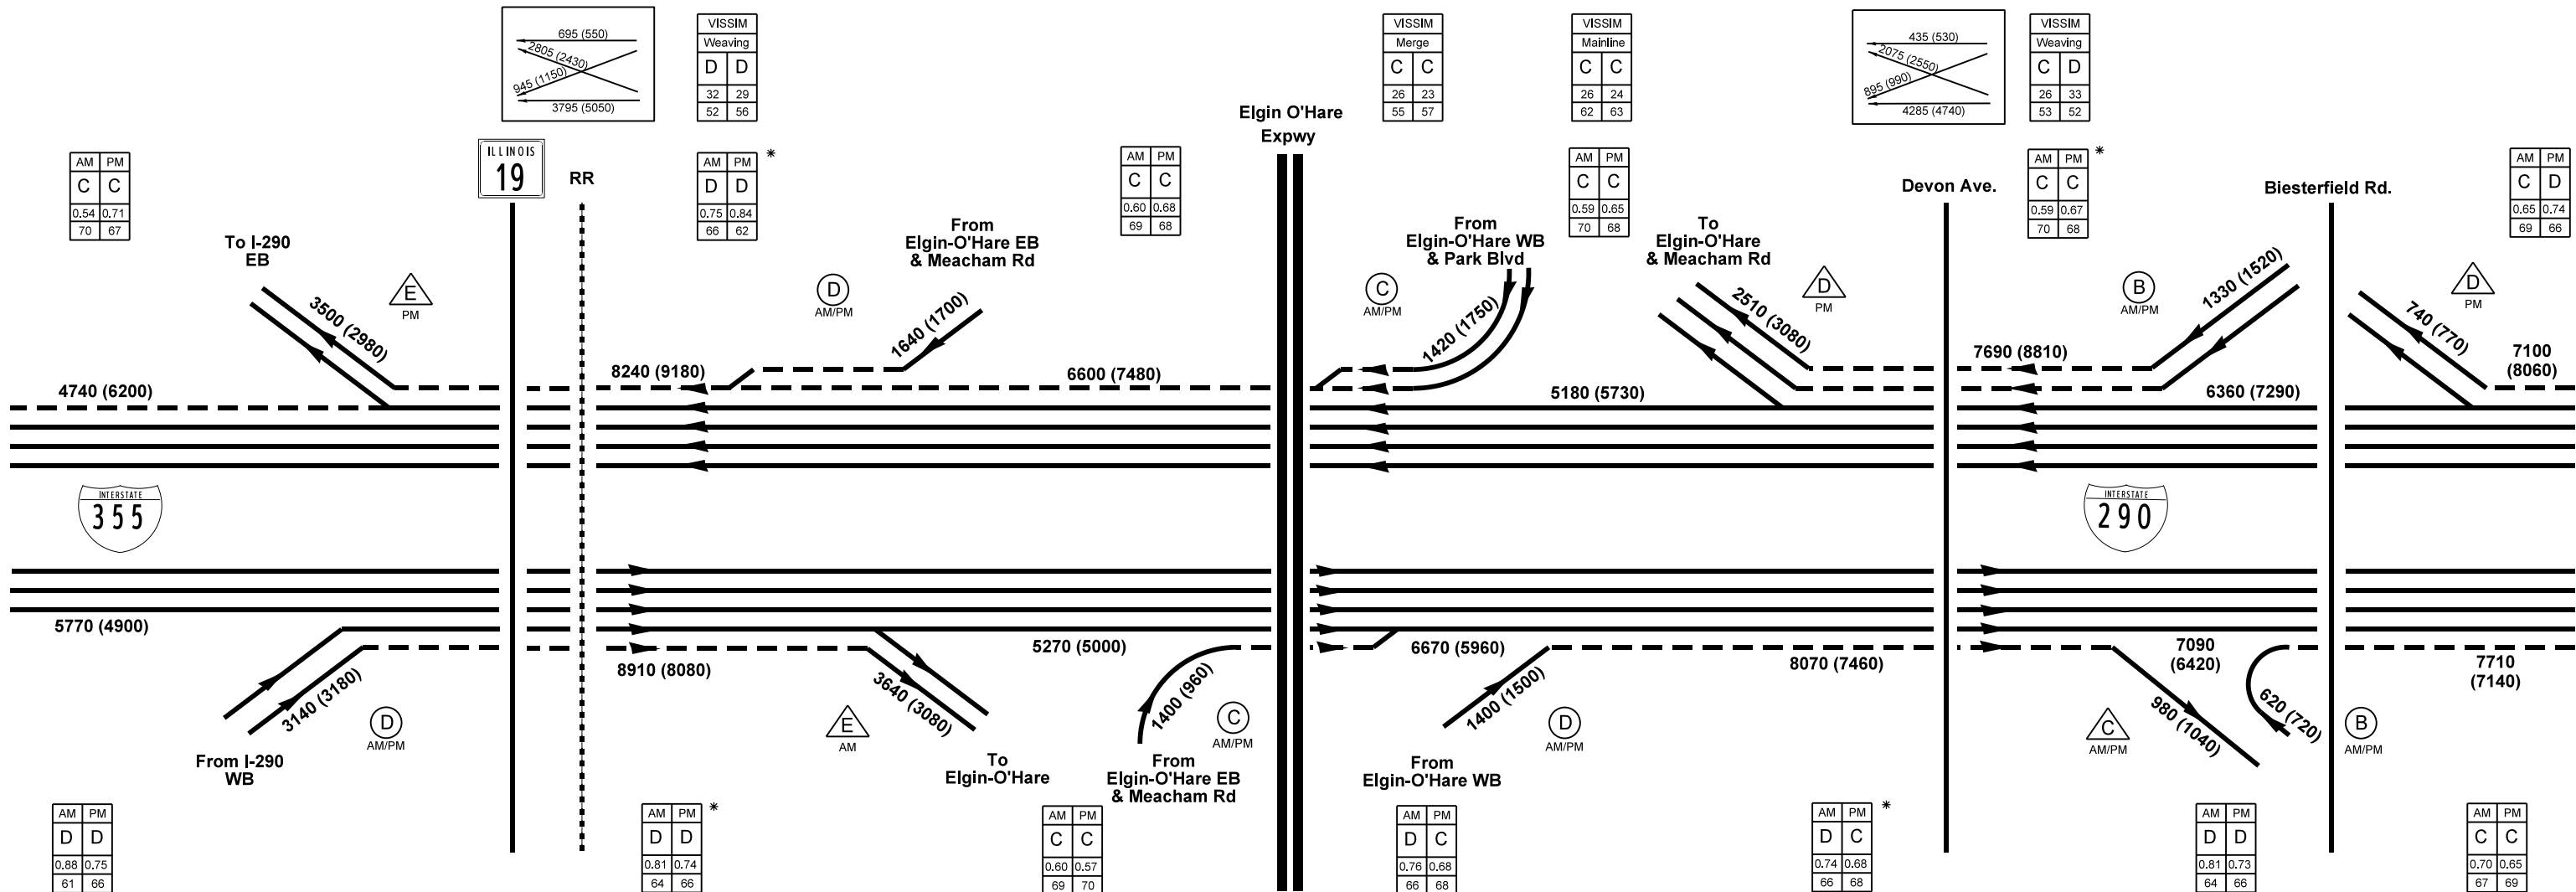 695 (550)
2805 (2430)
945 (1150)
3795 (5050)
VISSIM
Weaving
D D
32 29
52 56
VISSIM
Merge
C C
26 23
55 57
VISSIM
Mainline
C C
26 24
62 63
435 (530)
2075 (2550)
895 (990)
4285 (4740)
VISSIM
Weaving
C D
26 33
53 52
Elgin O'Hare
Expwy
AM PM
C C
0.54 0.71
70 67
ILLINOIS
19
RR
AM PM *
D D
0.75 0.84
66 62
AM PM
C C
0.60 0.68
69 68
AM PM
C C
0.59 0.65
70 68
Devon Ave.
AM PM *
C C
0.59 0.67
70 68
Biesterfield Rd.
AM PM
C D
0.65 0.74
69 66
To I-290
EB
E
PM
3500 (2980)
D
AM/PM
From
Elgin-O'Hare EB
& Meacham Rd
1640 (1700)
C
AM/PM
From
Elgin-O'Hare WB
& Park Blvd
1420 (1750)
To
Elgin-O'Hare
& Meacham Rd
2510 (3080)
D
PM
B
AM/PM
1330 (1520)
D
PM
740 (770)
7100
(8060)
4740 (6200)
8240 (9180)
6600 (7480)
5180 (5730)
7690 (8810)
6360 (7290)
INTERSTATE
355
INTERSTATE
290
5770 (4900)
8910 (8080)
5270 (5000)
6670 (5960)
8070 (7460)
7090
(6420)
7710
(7140)
3140 (3180)
D
AM/PM
From I-290
WB
E
AM
3640 (3080)
To
Elgin-O'Hare
1400 (960)
C
AM/PM
From
Elgin-O'Hare EB
& Meacham Rd
1400 (1500)
D
AM/PM
From
Elgin-O'Hare WB
C
AM/PM
980 (1040)
620 (720)
B
AM/PM
AM PM
D D
0.88 0.75
61 66
AM PM *
D D
0.81 0.74
64 66
AM PM
C C
0.60 0.57
69 70
AM PM
D C
0.76 0.68
66 68
AM PM *
D C
0.74 0.68
66 68
AM PM
D D
0.81 0.73
64 66
AM PM
C C
0.70 0.65
67 69